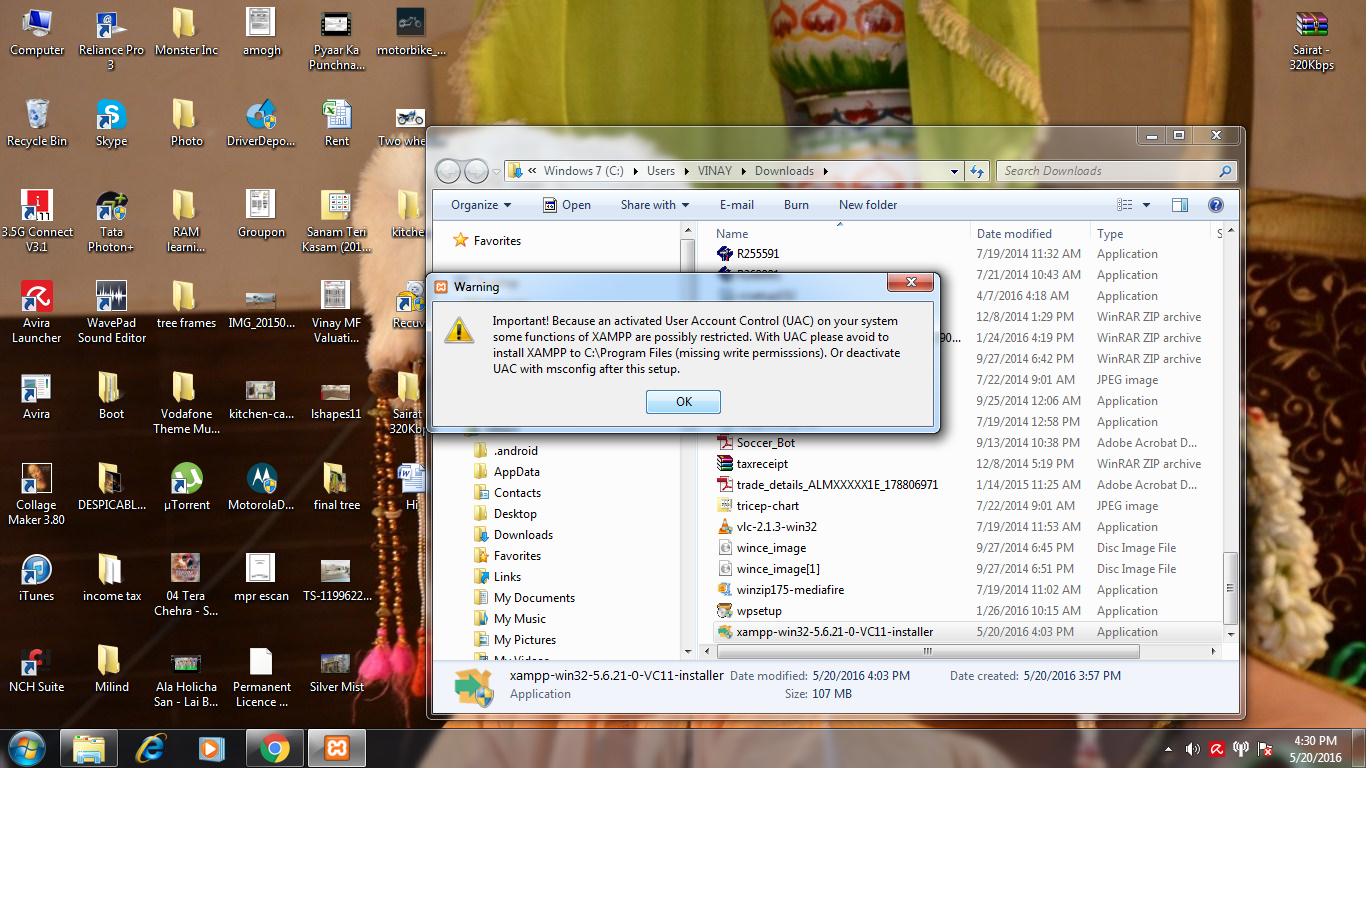 Computer
Reliance Pro
3
Monster Inc
amogh
Pyaar Ka
Punchna...
motorbike_...
Sairat -
320Kbps
Recycle Bin
Skype
Photo
DriverDepo...
Rent
Two whe
3.5G Connect
V3.1
Tata
Photon+
RAM
learni...
Groupon
Sanam Teri
Kasam (201...
kitche
Avira
Launcher
WavePad
Sound Editor
tree frames
IMG_20150...
Vinay MF
Valuati...
Recuv
Avira
Boot
Vodafone
Theme Mu...
kitchen-ca...
lshapes11
Sairat
320Kbp
Collage
Maker 3.80
DESPICABL...
µTorrent
MotorolaD...
final tree
Hi
iTunes
income tax
04 Tera
Chehra - S...
mpr escan
TS-1199622...
NCH Suite
Milind
Ala Holicha
San - Lai B...
Permanent
Licence ...
Silver Mist
« Windows 7 (C:) Users VINAY Downloads
Search Downloads
Organize Open Share with E-mail Burn New folder
Favorites
Name Date modified Type S
R255591 7/19/2014 11:32 AM Application
7/21/2014 10:43 AM Application
4/7/2016 4:18 AM Application
12/8/2014 1:29 PM WinRAR ZIP archive
90... 1/24/2016 4:19 PM WinRAR ZIP archive
9/27/2014 6:42 PM WinRAR ZIP archive
7/22/2014 9:01 AM JPEG image
9/25/2014 12:06 AM Application
7/19/2014 12:58 PM Application
Soccer_Bot 9/13/2014 10:38 PM Adobe Acrobat D...
taxreceipt 12/8/2014 5:19 PM WinRAR ZIP archive
trade_details_ALMXXXXX1E_178806971 1/14/2015 11:25 AM Adobe Acrobat D...
tricep-chart 7/22/2014 9:01 AM JPEG image
vlc-2.1.3-win32 7/19/2014 11:53 AM Application
wince_image 9/27/2014 6:45 PM Disc Image File
wince_image[1] 9/27/2014 6:51 PM Disc Image File
winzip175-mediafire 7/19/2014 11:02 AM Application
wpsetup 1/26/2016 10:15 AM Application
xampp-win32-5.6.21-0-VC11-installer 5/20/2016 4:03 PM Application
Warning
Important! Because an activated User Account Control (UAC) on your system
some functions of XAMPP are possibly restricted. With UAC please avoid to
install XAMPP to C:\Program Files (missing write permisssions). Or deactivate
UAC with msconfig after this setup.
OK
.android
AppData
Contacts
Desktop
Downloads
Favorites
Links
My Documents
My Music
My Pictures
My Videos
xampp-win32-5.6.21-0-VC11-installer Date modified: 5/20/2016 4:03 PM Date created: 5/20/2016 3:57 PM
Application Size: 107 MB
4:30 PM
5/20/2016